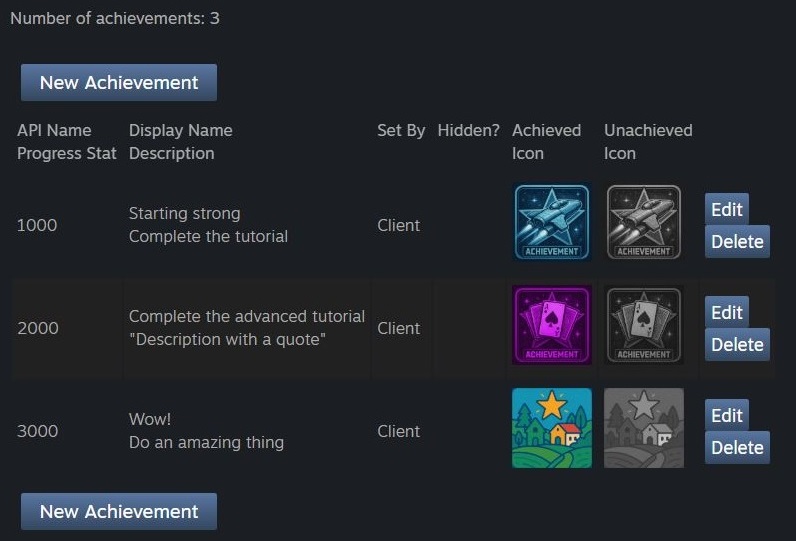 Number of achievements: 3
New Achievement
API Name Display Name Set By Hidden? Achieved Unachieved
Progress Stat Description Icon Icon
1000
Starting strong
Complete the tutorial
Client
ACHIEVEMENT
ACHIEVEMENT
Edit
Delete
2000
Complete the advanced tutorial
"Description with a quote"
Client
A
ACHIEVEMENT
A
ACHIEVEMENT
Edit
Delete
3000
Wow!
Do an amazing thing
Client
Edit
Delete
New Achievement